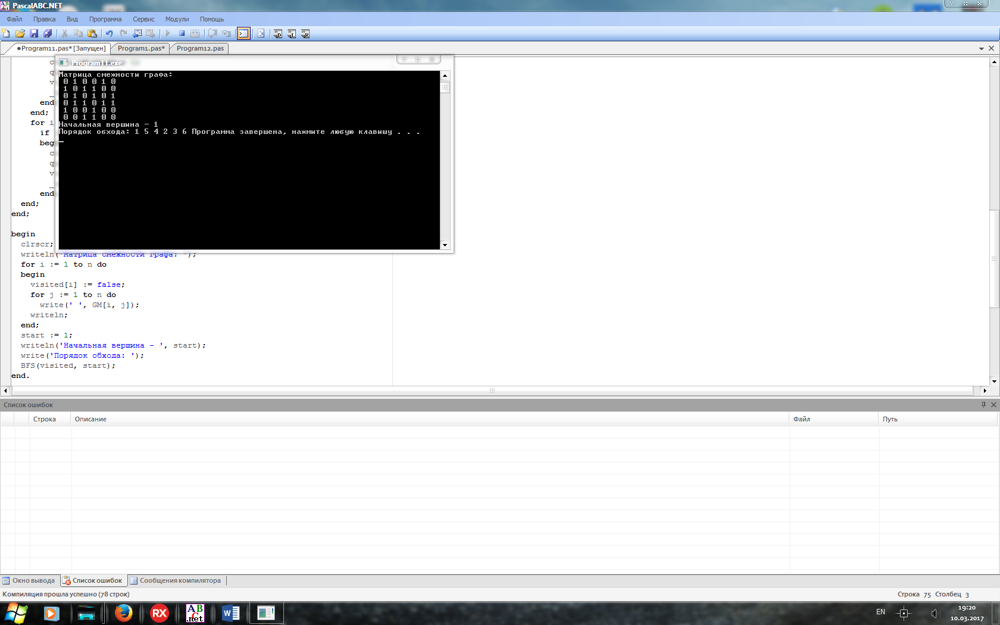 PascalABC.NET
Файл Правка Вид Программа Сервис Модули Помощь
●Program11.pas* [Запущен] Program1.pas* Program12.pas
Program11.exe
Матрица смежности графа:
0 1 0 0 1 0
1 0 1 1 0 0
0 1 0 1 0 1
0 1 1 0 1 1
1 0 0 1 0 0
0 0 1 1 0 0
Начальная вершина - 1
Порядок обхода: 1 5 4 2 3 6 Программа завершена, нажмите любую клавишу . . .
c
q
v
_
end
end;
for i
if
beg
c
q
v
_
end
end;
end;
begin
clrscr;
writeln('Матрица смежности графа: ');
for i := 1 to n do
begin
visited[i] := false;
for j := 1 to n do
write(' ', GM[i, j]);
writeln;
end;
start := 1;
writeln('Начальная вершина - ', start);
write('Порядок обхода: ');
BFS(visited, start);
end.
Список ошибок
Строка Описание Файл Путь
Окно вывода Список ошибок Сообщения компилятора
Компиляция прошла успешно (78 строк) Строка 75 Столбец 3
RX
ABC.net
W
EN
19:20
10.03.2017